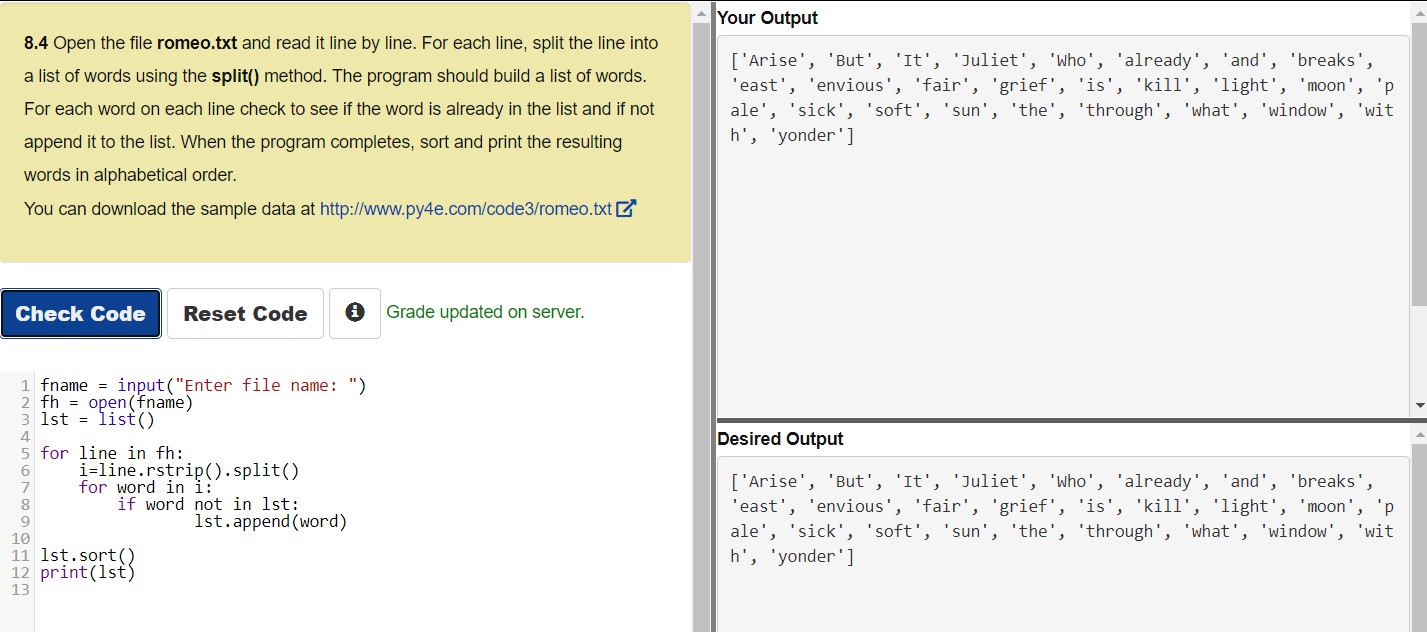 8.4 Open the file romeo.txt and read it line by line. For each line, split the line into
a list of words using the split() method. The program should build a list of words.
For each word on each line check to see if the word is already in the list and if not
append it to the list. When the program completes, sort and print the resulting
words in alphabetical order.
You can download the sample data at http://www.py4e.com/code3/romeo.txt
Check Code Reset Code Grade updated on server.
1 fname = input("Enter file name: ")
2 fh = open(fname)
3 lst = list()
4
5 for line in fh:
6     i=line.rstrip().split()
7     for word in i:
8         if word not in lst:
9                 lst.append(word)
10
11 lst.sort()
12 print(lst)
13
Your Output
['Arise', 'But', 'It', 'Juliet', 'Who', 'already', 'and', 'breaks',
'east', 'envious', 'fair', 'grief', 'is', 'kill', 'light', 'moon', 'p
ale', 'sick', 'soft', 'sun', 'the', 'through', 'what', 'window', 'wit
h', 'yonder']
Desired Output
['Arise', 'But', 'It', 'Juliet', 'Who', 'already', 'and', 'breaks',
'east', 'envious', 'fair', 'grief', 'is', 'kill', 'light', 'moon', 'p
ale', 'sick', 'soft', 'sun', 'the', 'through', 'what', 'window', 'wit
h', 'yonder']